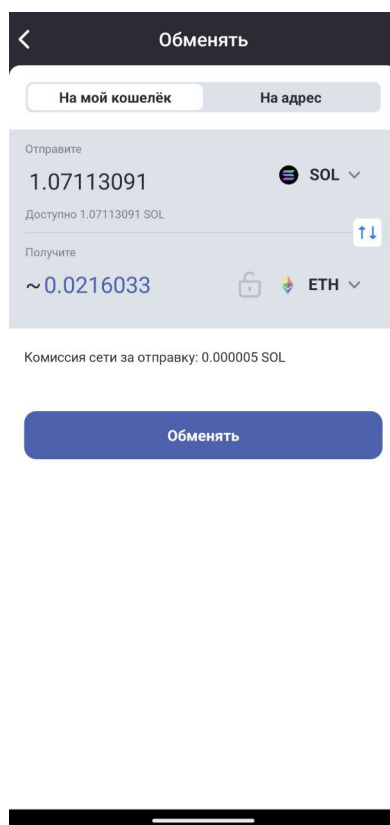 Обменять
На мой кошелёк
На адрес
Отправите
1.07113091
SOL
Доступно 1.07113091 SOL
Получите
~0.0216033
ETH
Комиссия сети за отправку: 0.000005 SOL
Обменять